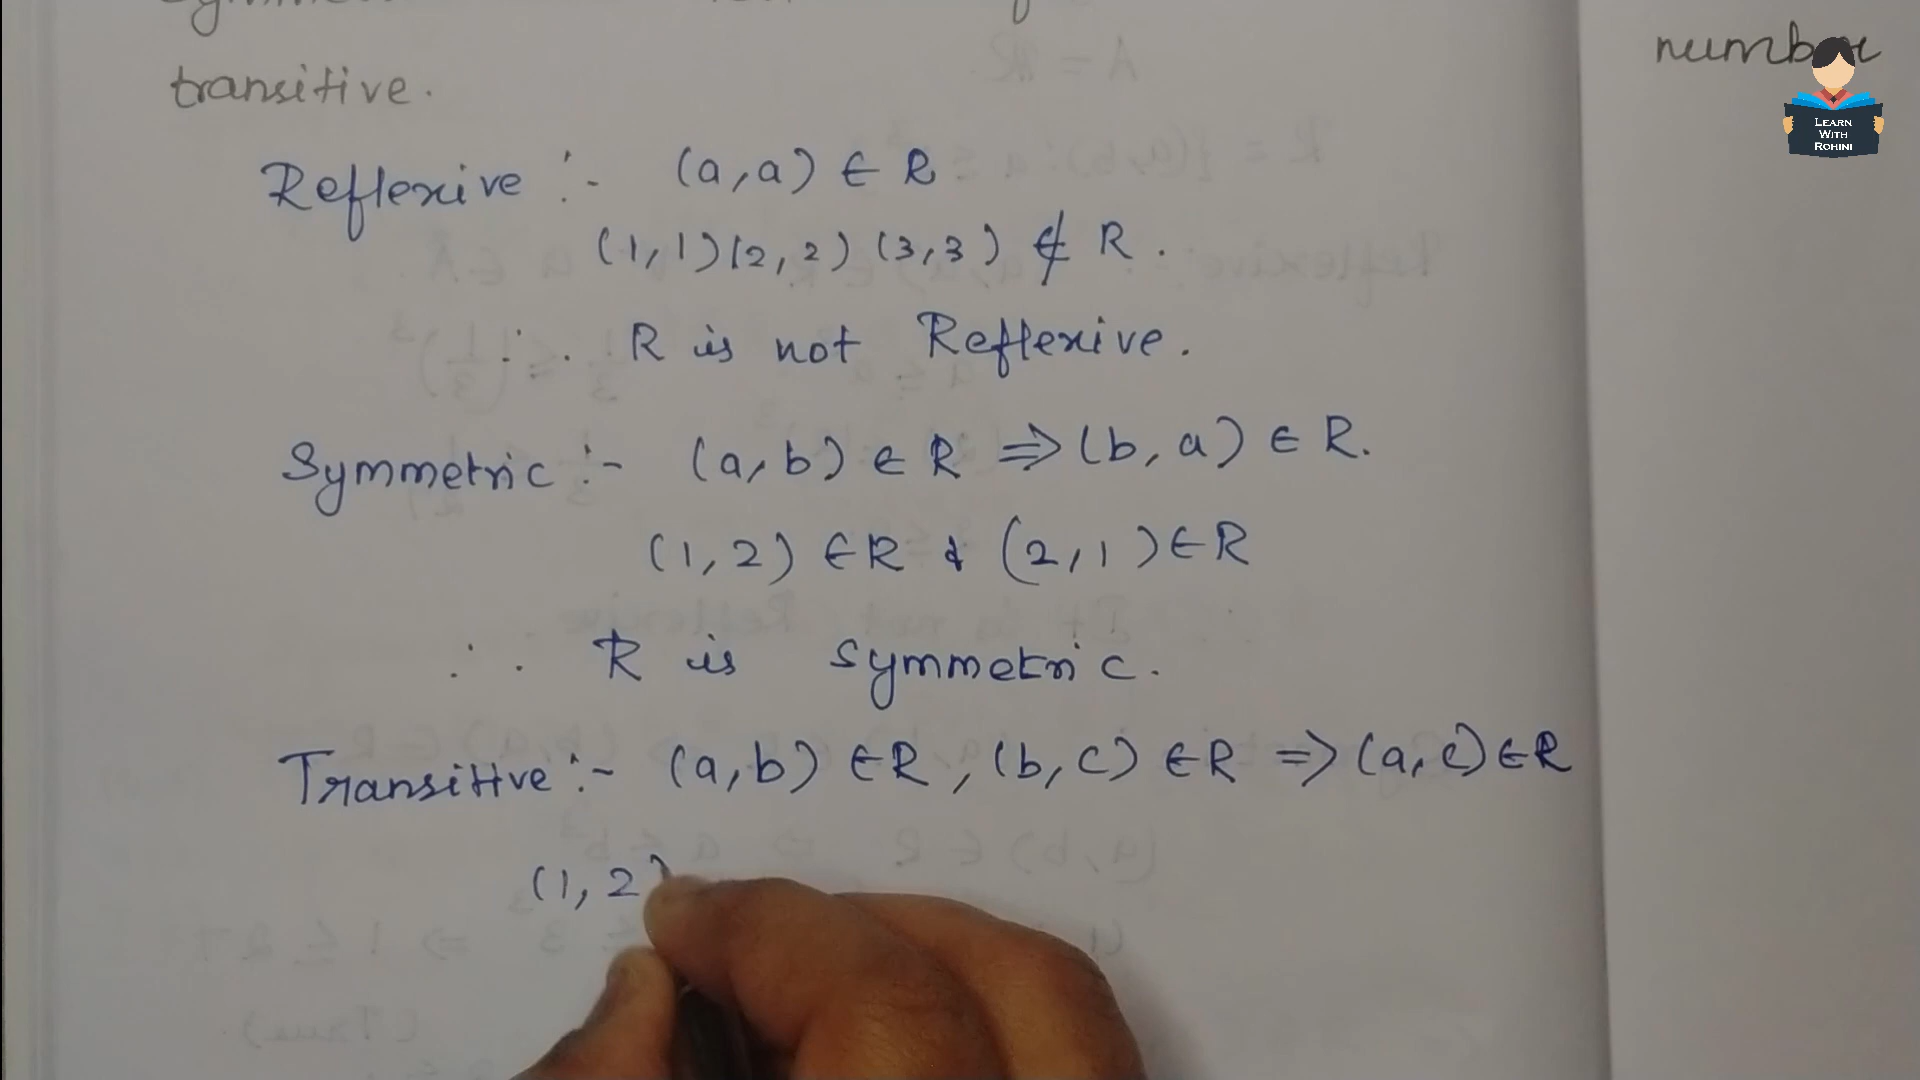 transitive.
number
LEARN
WITH
ROHINI
Reflexive :- (a,a) ∈ R
(1,1)(2,2) (3,3) ∉ R.
∴ R is not Reflexive.
Symmetric :- (a,b) ∈ R ⇒ (b,a) ∈ R.
(1,2) ∈ R & (2,1) ∈ R
∴ R is symmetric.
Transitive :- (a,b) ∈ R, (b,c) ∈ R ⇒ (a,c) ∈ R
(1,2)